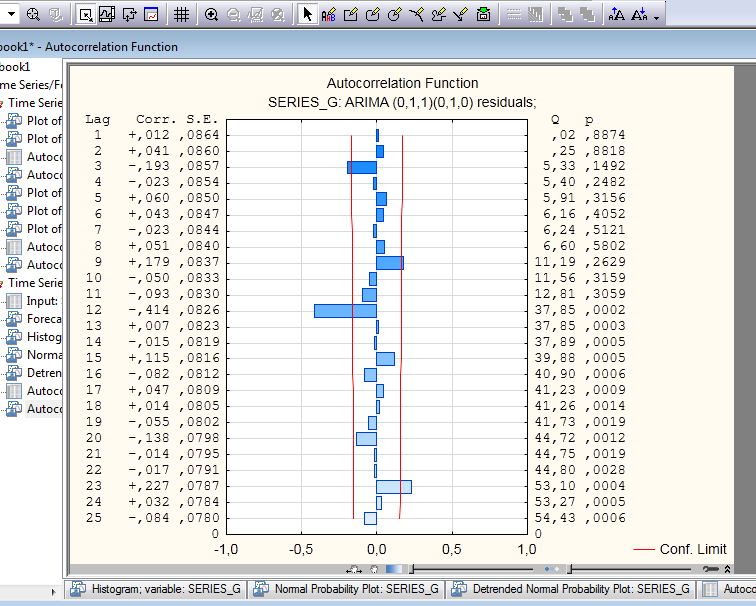 book1* - Autocorrelation Function
book1
me Series/Fo
Time Serie
Plot of
Plot of
Autoco
Autoco
Plot of
Plot of
Plot of
Autoco
Autoco
Time Serie
Input:
Foreca
Histog
Norma
Detren
Autoco
Autoco
Autocorrelation Function
SERIES_G: ARIMA (0,1,1)(0,1,0) residuals;
Lag Corr. S.E. Q p
1 +,012 ,0864 ,02 ,8874
2 +,041 ,0860 ,25 ,8818
3 -,193 ,0857 5,33 ,1492
4 -,023 ,0854 5,40 ,2482
5 +,060 ,0850 5,91 ,3156
6 +,043 ,0847 6,16 ,4052
7 -,023 ,0844 6,24 ,5121
8 +,051 ,0840 6,60 ,5802
9 +,179 ,0837 11,19 ,2629
10 -,050 ,0833 11,56 ,3159
11 -,093 ,0830 12,81 ,3059
12 -,414 ,0826 37,85 ,0002
13 +,007 ,0823 37,85 ,0003
14 -,015 ,0819 37,89 ,0005
15 +,115 ,0816 39,88 ,0005
16 -,082 ,0812 40,90 ,0006
17 +,047 ,0809 41,23 ,0009
18 +,014 ,0805 41,26 ,0014
19 -,055 ,0802 41,73 ,0019
20 -,138 ,0798 44,72 ,0012
21 -,014 ,0795 44,75 ,0019
22 -,017 ,0791 44,80 ,0028
23 +,227 ,0787 53,10 ,0004
24 +,032 ,0784 53,27 ,0005
25 -,084 ,0780 54,43 ,0006
0 0
-1,0 -0,5 0,0 0,5 1,0 Conf. Limit
Histogram; variable: SERIES_G Normal Probability Plot: SERIES_G Detrended Normal Probability Plot: SERIES_G Autoco